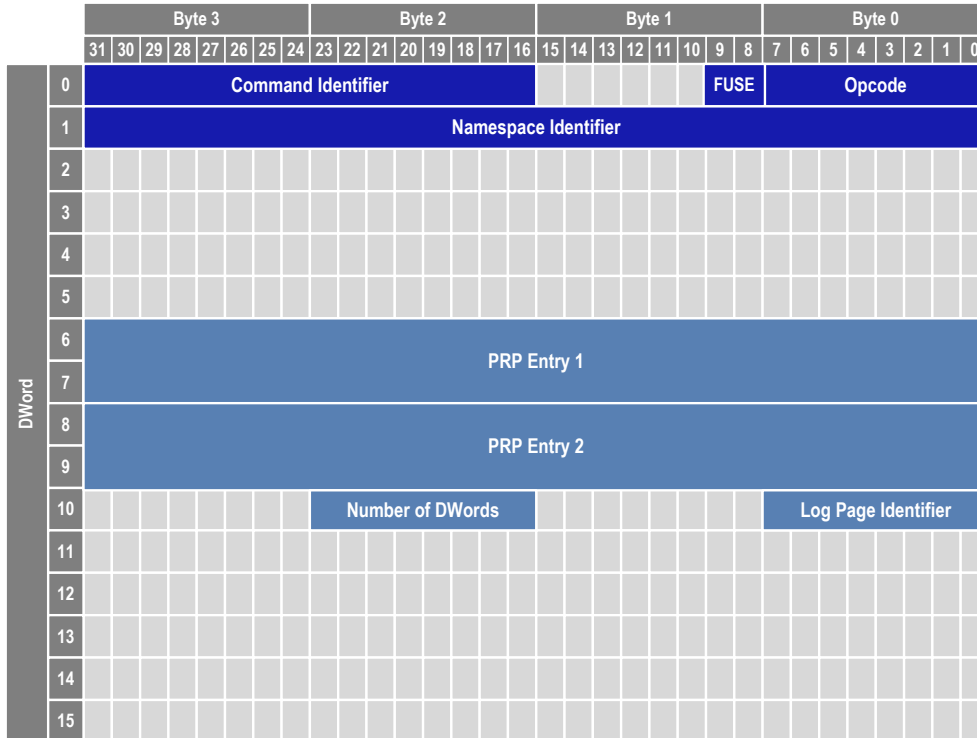 Byte 3 Byte 2 Byte 1 Byte 0
31 30 29 28 27 26 25 24 23 22 21 20 19 18 17 16 15 14 13 12 11 10 9 8 7 6 5 4 3 2 1 0
DWord
0 Command Identifier FUSE Opcode
1 Namespace Identifier
2
3
4
5
6
PRP Entry 1
7
8
PRP Entry 2
9
10 Number of DWords Log Page Identifier
11
12
13
14
15